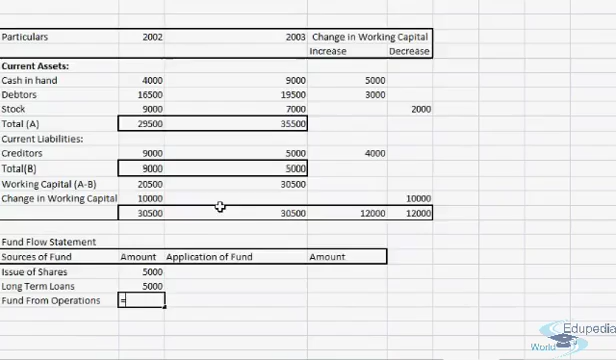 Particulars 2002 2003 Change in Working Capital
Increase Decrease
Current Assets:
Cash in hand 4000 9000 5000
Debtors 16500 19500 3000
Stock 9000 7000 2000
Total (A) 29500 35500
Current Liabilities:
Creditors 9000 5000 4000
Total(B) 9000 5000
Working Capital (A-B) 20500 30500
Change in Working Capital 10000 10000
30500 30500 12000 12000
Fund Flow Statement
Sources of Fund Amount Application of Fund Amount
Issue of Shares 5000
Long Term Loans 5000
Fund From Operations =
Edupedia
World